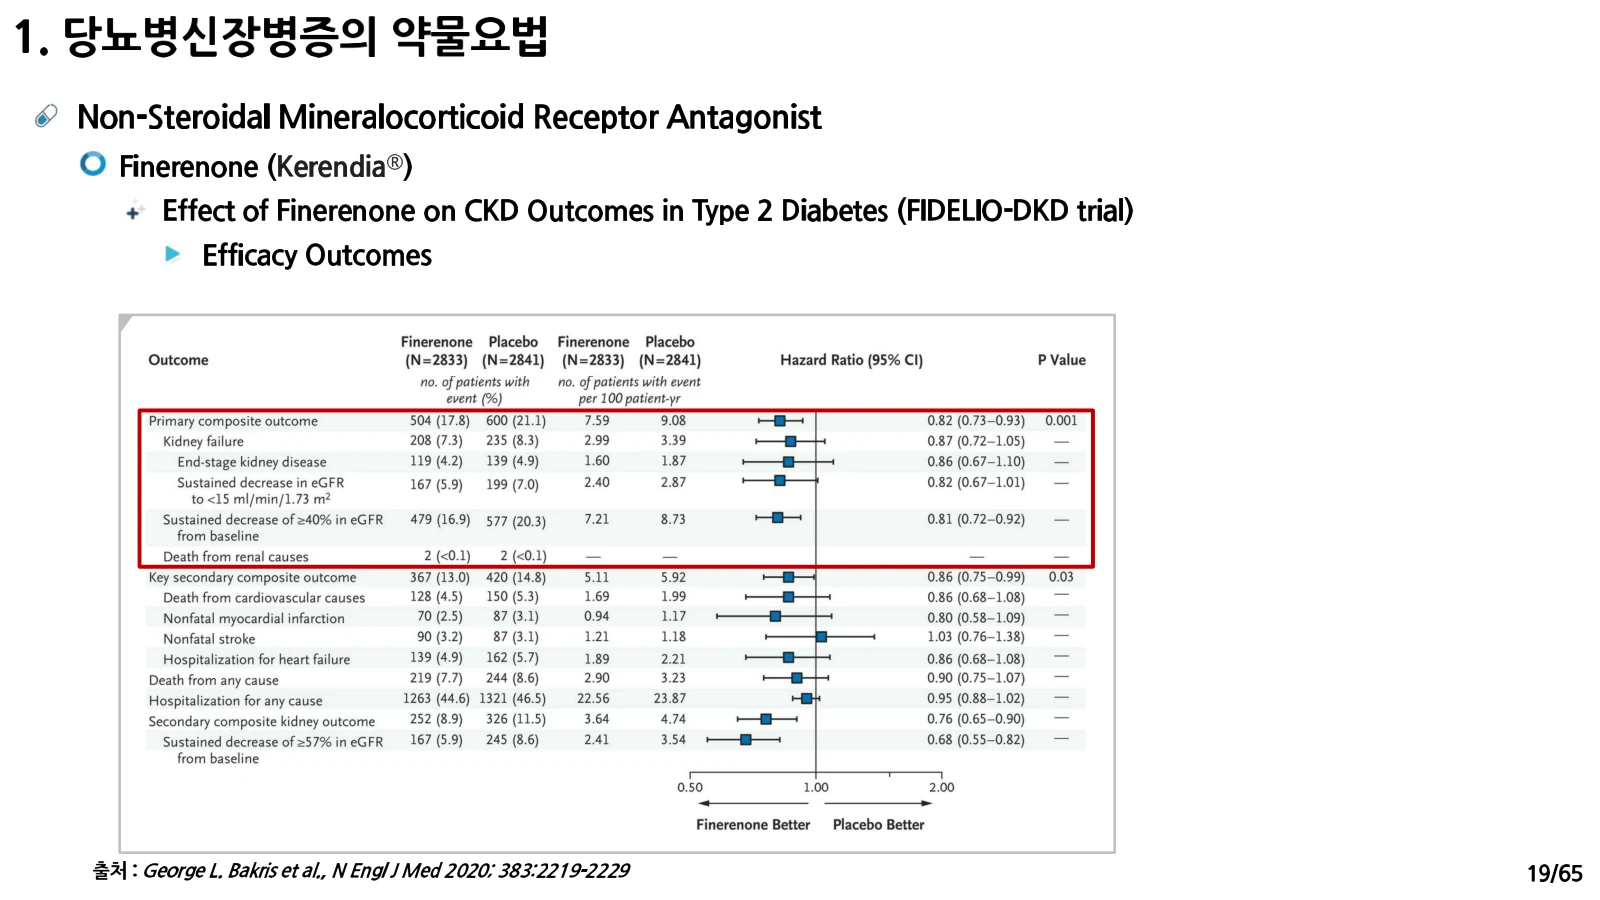 1. 당뇨병신장병증의 약물요법
Non-Steroidal Mineralocorticoid Receptor Antagonist
Finerenone (Kerendia®)
Effect of Finerenone on CKD Outcomes in Type 2 Diabetes (FIDELIO-DKD trial)
Efficacy Outcomes
Finerenone Placebo Finerenone Placebo
Outcome (N=2833) (N=2841) (N=2833) (N=2841) Hazard Ratio (95% CI) P Value
no. of patients with no. of patients with event
event (%) per 100 patient-yr
Primary composite outcome 504 (17.8) 600 (21.1) 7.59 9.08 0.82 (0.73–0.93) 0.001
Kidney failure 208 (7.3) 235 (8.3) 2.99 3.39 0.87 (0.72–1.05) —
End-stage kidney disease 119 (4.2) 139 (4.9) 1.60 1.87 0.86 (0.67–1.10) —
Sustained decrease in eGFR 167 (5.9) 199 (7.0) 2.40 2.87 0.82 (0.67–1.01) —
to <15 ml/min/1.73 m²
Sustained decrease of ≥40% in eGFR 479 (16.9) 577 (20.3) 7.21 8.73 0.81 (0.72–0.92) —
from baseline
Death from renal causes 2 (<0.1) 2 (<0.1) — — — —
Key secondary composite outcome 367 (13.0) 420 (14.8) 5.11 5.92 0.86 (0.75–0.99) 0.03
Death from cardiovascular causes 128 (4.5) 150 (5.3) 1.69 1.99 0.86 (0.68–1.08) —
Nonfatal myocardial infarction 70 (2.5) 87 (3.1) 0.94 1.17 0.80 (0.58–1.09) —
Nonfatal stroke 90 (3.2) 87 (3.1) 1.21 1.18 1.03 (0.76–1.38) —
Hospitalization for heart failure 139 (4.9) 162 (5.7) 1.89 2.21 0.86 (0.68–1.08) —
Death from any cause 219 (7.7) 244 (8.6) 2.90 3.23 0.90 (0.75–1.07) —
Hospitalization for any cause 1263 (44.6) 1321 (46.5) 22.56 23.87 0.95 (0.88–1.02) —
Secondary composite kidney outcome 252 (8.9) 326 (11.5) 3.64 4.74 0.76 (0.65–0.90) —
Sustained decrease of ≥57% in eGFR 167 (5.9) 245 (8.6) 2.41 3.54 0.68 (0.55–0.82) —
from baseline
0.50 1.00 2.00
Finerenone Better Placebo Better
출처 : George L. Bakris et al., N Engl J Med 2020; 383:2219-2229
19/65